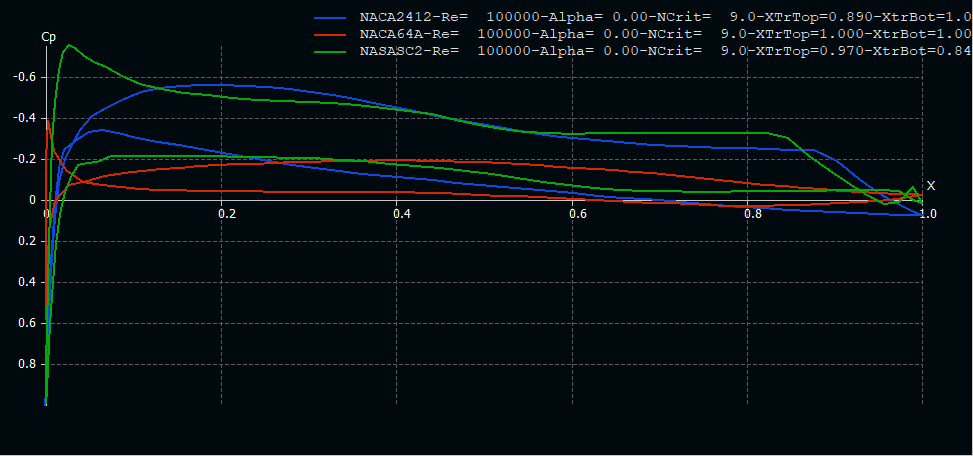 NACA2412-Re=  100000-Alpha= 0.00-NCrit=  9.0-XTrTop=0.890-XtrBot=1.0
NACA64A-Re=  100000-Alpha= 0.00-NCrit=  9.0-XTrTop=1.000-XtrBot=1.00
NASASC2-Re=  100000-Alpha= 0.00-NCrit=  9.0-XTrTop=0.970-XtrBot=0.84
Cp
-0.6
-0.4
-0.2
X
0
0 0.2 0.4 0.6 0.8 1.0
0.2
0.4
0.6
0.8